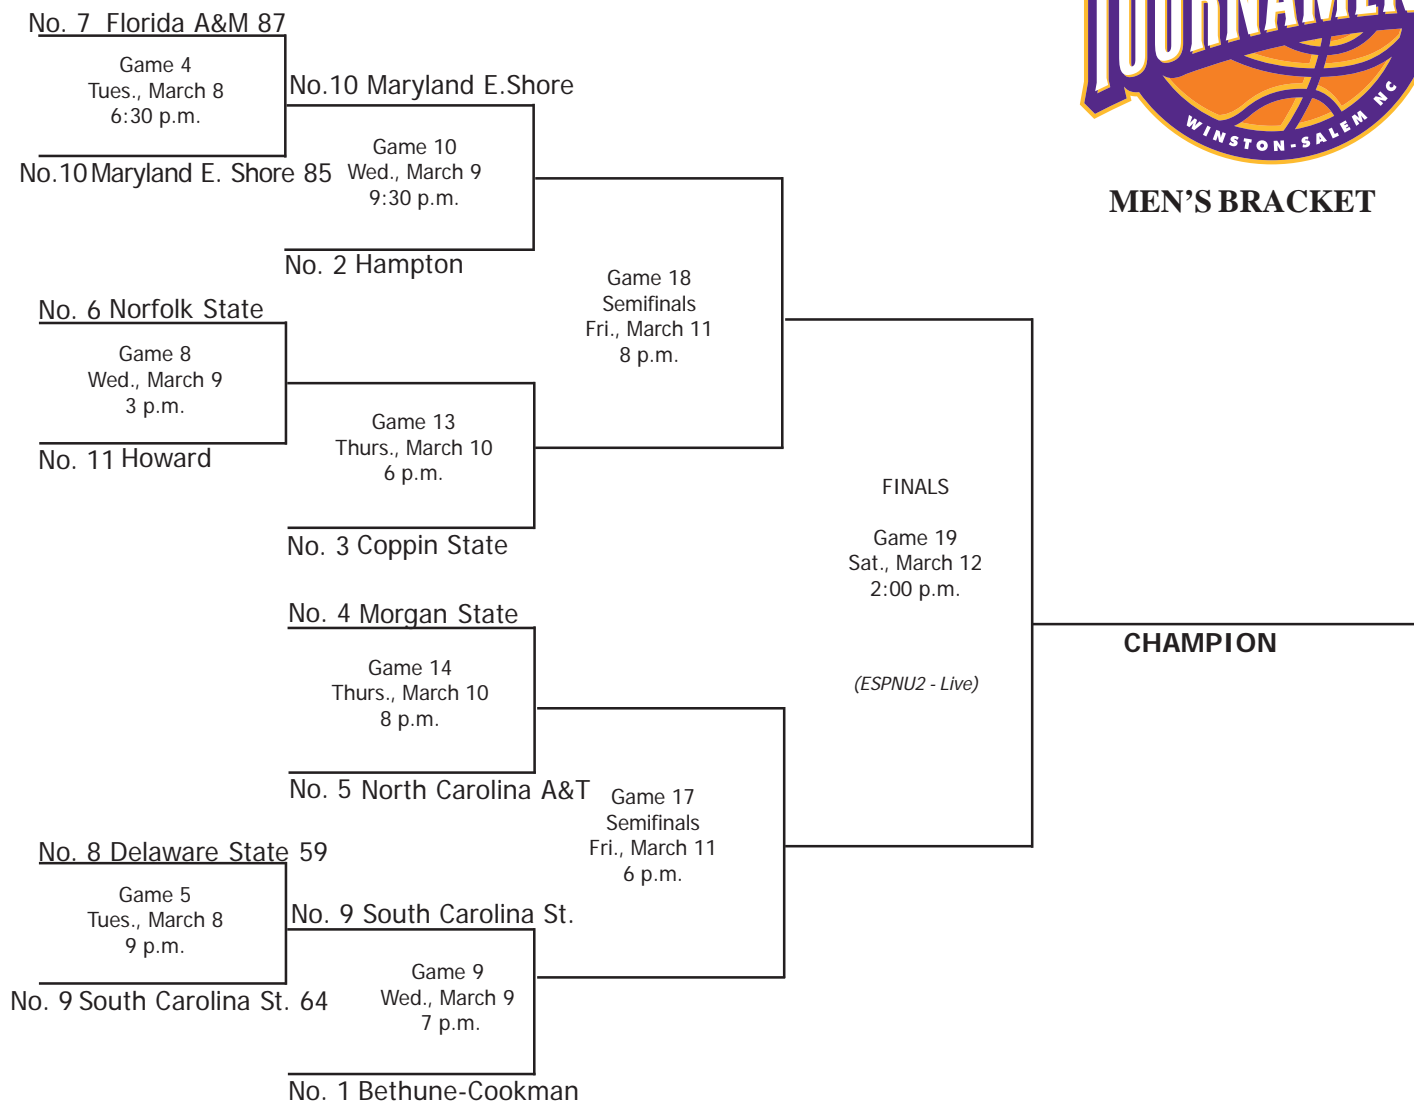 No. 7 Florida A&M 87
Game 4
Tues., March 8
6:30 p.m.
No.10 Maryland E. Shore 85
No.10 Maryland E.Shore
Game 10
Wed., March 9
9:30 p.m.
No. 2 Hampton
No. 6 Norfolk State
Game 8
Wed., March 9
3 p.m.
No. 11 Howard
Game 13
Thurs., March 10
6 p.m.
No. 3 Coppin State
Game 18
Semifinals
Fri., March 11
8 p.m.
No. 4 Morgan State
Game 14
Thurs., March 10
8 p.m.
No. 5 North Carolina A&T
No. 8 Delaware State 59
Game 5
Tues., March 8
9 p.m.
No. 9 South Carolina St. 64
No. 9 South Carolina St.
Game 9
Wed., March 9
7 p.m.
No. 1 Bethune-Cookman
Game 17
Semifinals
Fri., March 11
6 p.m.
FINALS
Game 19
Sat., March 12
2:00 p.m.
(ESPNU2 - Live)
CHAMPION
TOURNAMEN
WINSTON-SALEM NC
MEN'S BRACKET